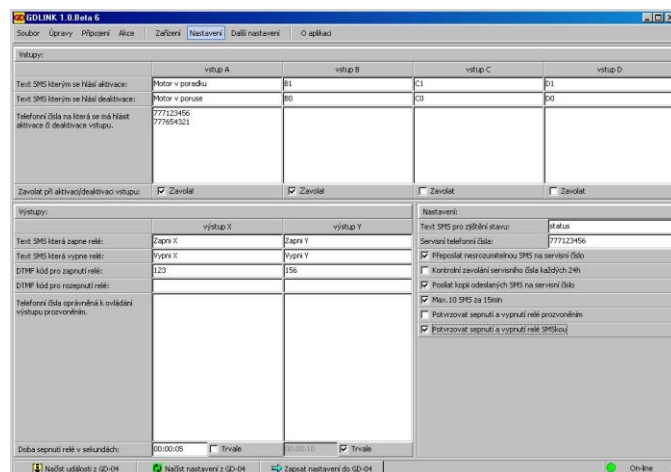 GDLINK 1.0.Beta 6
Soubor Úpravy Připojení Akce Zařízení Nastavení Další nastavení O aplikaci
Vstupy:
vstup A vstup B vstup C vstup D
Text SMS kterým se hlásí aktivace: Motor v poradku B1 C1 D1
Text SMS kterým se hlásí deaktivace: Motor v poruse B0 C0 D0
Telefonní čísla na která se má hlásit aktivace či deaktivace vstupu. 777123456
777654321
Zavolat při aktivaci/deaktivaci vstupu: Zavolat Zavolat Zavolat Zavolat
Výstupy:
výstup X výstup Y
Text SMS která zapne relé: Zapni X Zapni Y
Text SMS která vypne relé: Vypni X Vypni Y
DTMF kód pro zapnutí relé: 123 156
DTMF kód pro rozepnutí relé:
Telefonní čísla oprávněná k ovládání výstupu prozvoněním.
Doba sepnutí relé v sekundách: 00:00:05 Trvale 00:00:10 Trvale
Nastavení:
Text SMS pro zjištění stavu: status
Servisní telefonní čísla: 777123456
Přeposlat nesrozumitelnou SMS na servisní číslo
Kontrolní zavolání servisního čísla každých 24h
Posílat kopii odeslaných SMS na servisní číslo
Max.10 SMS za 15min
Potvrzovat sepnutí a vypnutí relé prozvoněním
Potvrzovat sepnutí a vypnutí relé SMSkou
Načíst události z GD-04 Načíst nastavení z GD-04 Zapsat nastavení do GD-04 On-line